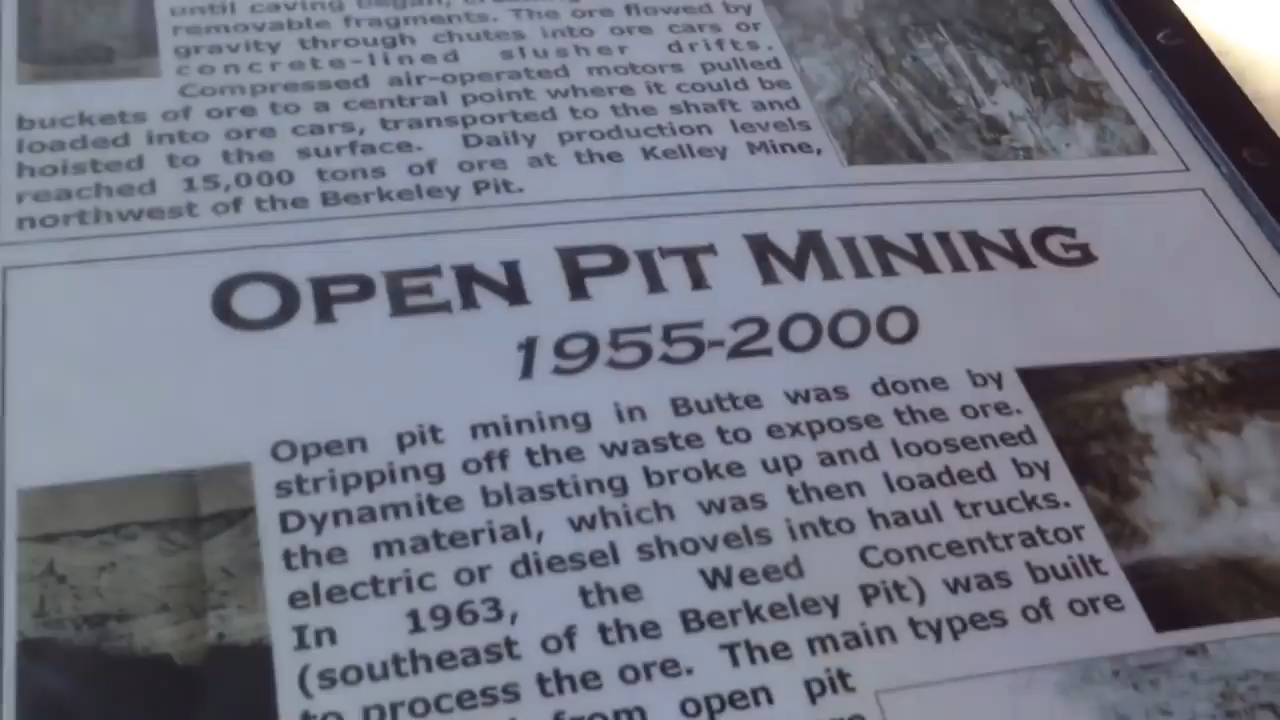 until caving began,
removable fragments. The ore flowed by
gravity through chutes into ore cars or
concrete-lined slusher drifts.
Compressed air-operated motors pulled
buckets of ore to a central point where it could be
loaded into ore cars, transported to the shaft and
hoisted to the surface. Daily production levels
reached 15,000 tons of ore at the Kelley Mine,
northwest of the Berkeley Pit.
OPEN PIT MINING
1955-2000
Open pit mining in Butte was done by
stripping off the waste to expose the ore.
Dynamite blasting broke up and loosened
the material, which was then loaded by
electric or diesel shovels into haul trucks.
In 1963, the Weed Concentrator
(southeast of the Berkeley Pit) was built
to process the ore. The main types of ore
from open pit